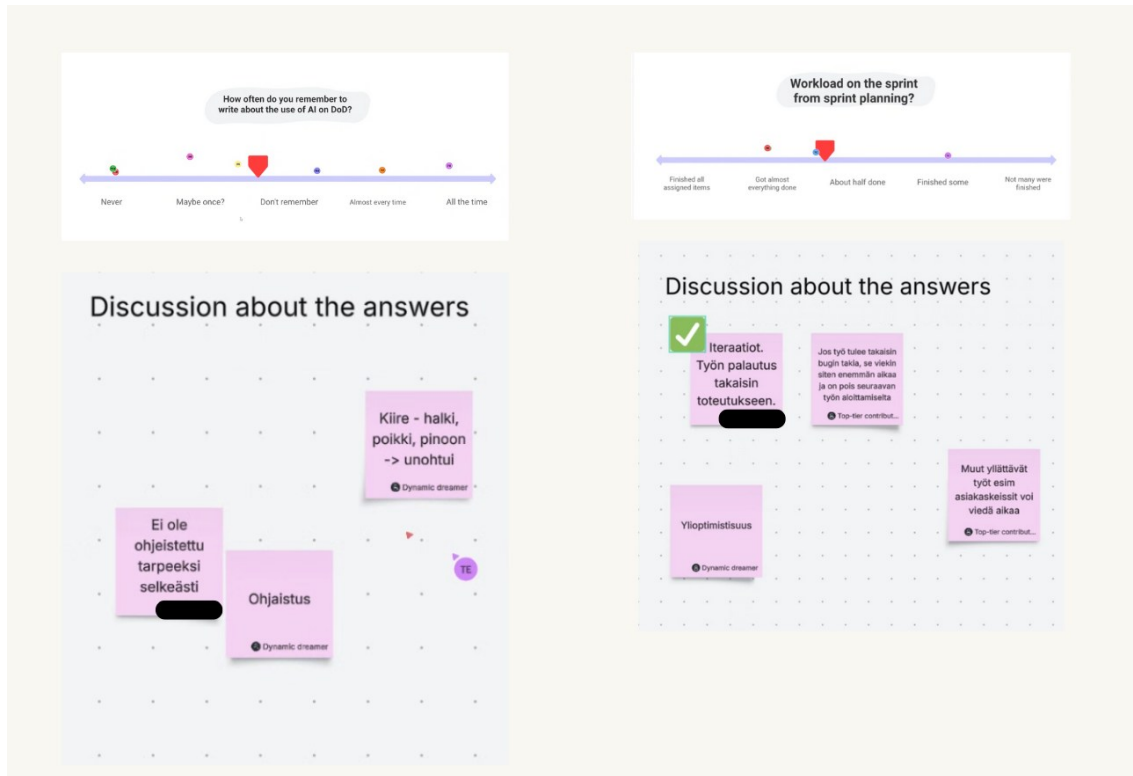 How often do you remember to
write about the use of AI on DoD?
Never
Maybe once?
Don't remember
Almost every time
All the time
Discussion about the answers
Kiire - halki,
poikki, pinoon
-> unohtui
Dynamic dreamer
Ei ole
ohjeistettu
tarpeeksi
selkeästi
Ohjaistus
Dynamic dreamer
TE
Workload on the sprint
from sprint planning?
Finished all
assigned items
Got almost
everything done
About half done
Finished some
Not many were
finished
Discussion about the answers
Iteraatiot.
Työn palautus
takaisin
toteutukseen.
Jos työ tulee takaisin
bugin takia, se viekin
siten enemmän aikaa
ja on pois seuraavan
työn aloittamiselta
Top-tier contribut...
Muut yllättävät
työt esim
asiakaskeissit voi
viedä aikaa
Top-tier contribut...
Ylioptimistisuus
Dynamic dreamer